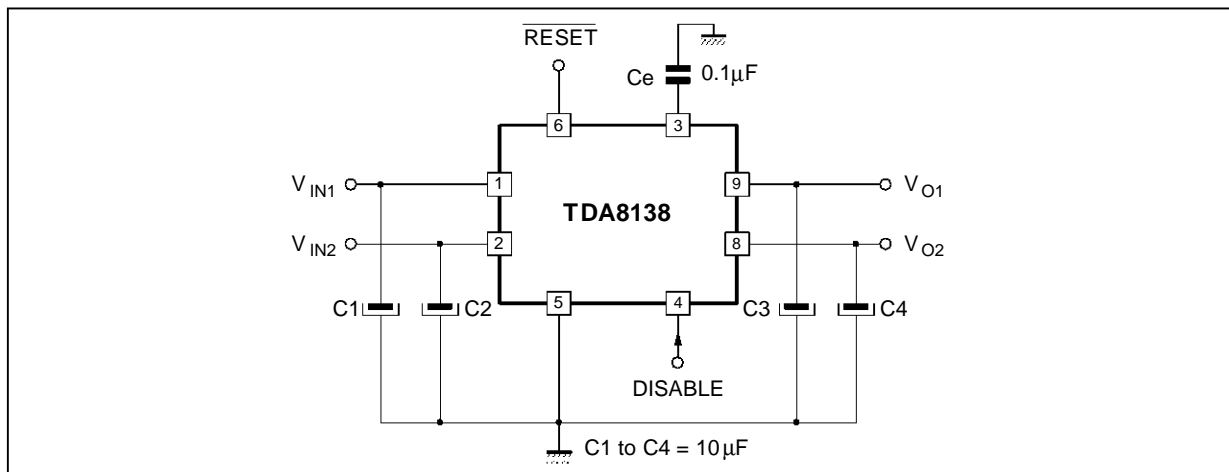 RESET
Ce 0.1µF
6 3
V IN1 1 9 V O1
TDA8138
V IN2 2 8 V O2
C1 C2 5 4 C3 C4
DISABLE
C1 to C4 = 10µF